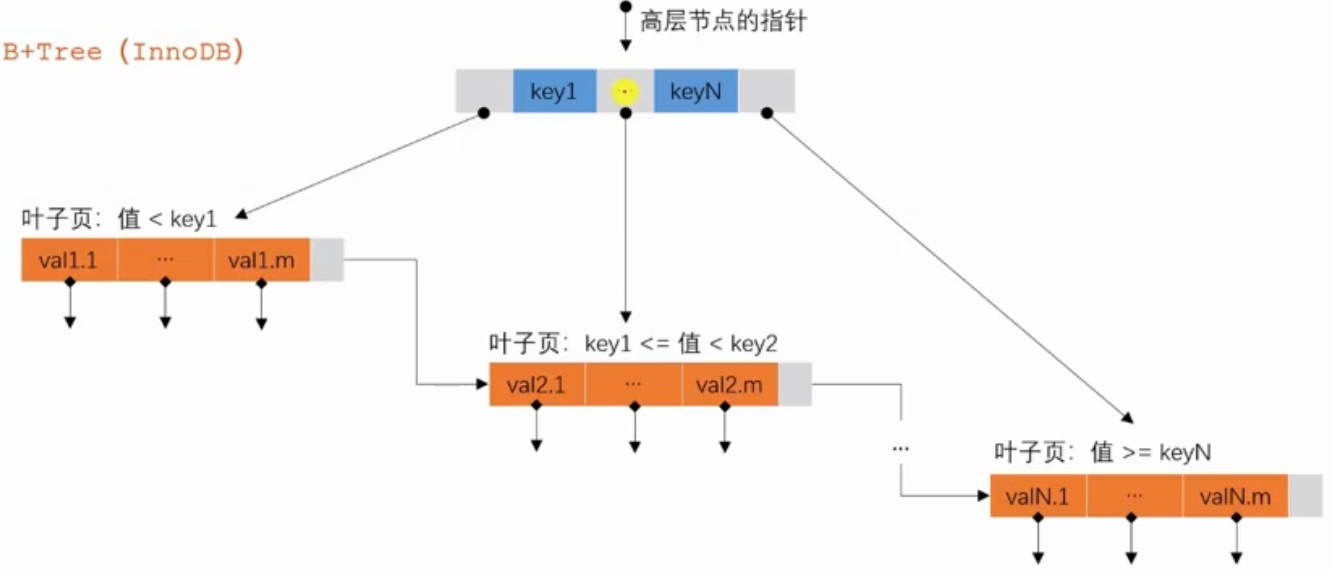 高层节点的指针
B+Tree (InnoDB)
key1 ... keyN
叶子页：值 < key1
val1.1 ... val1.m
叶子页：key1 <= 值 < key2
val2.1 ... val2.m
...
叶子页：值 >= keyN
valN.1 ... valN.m